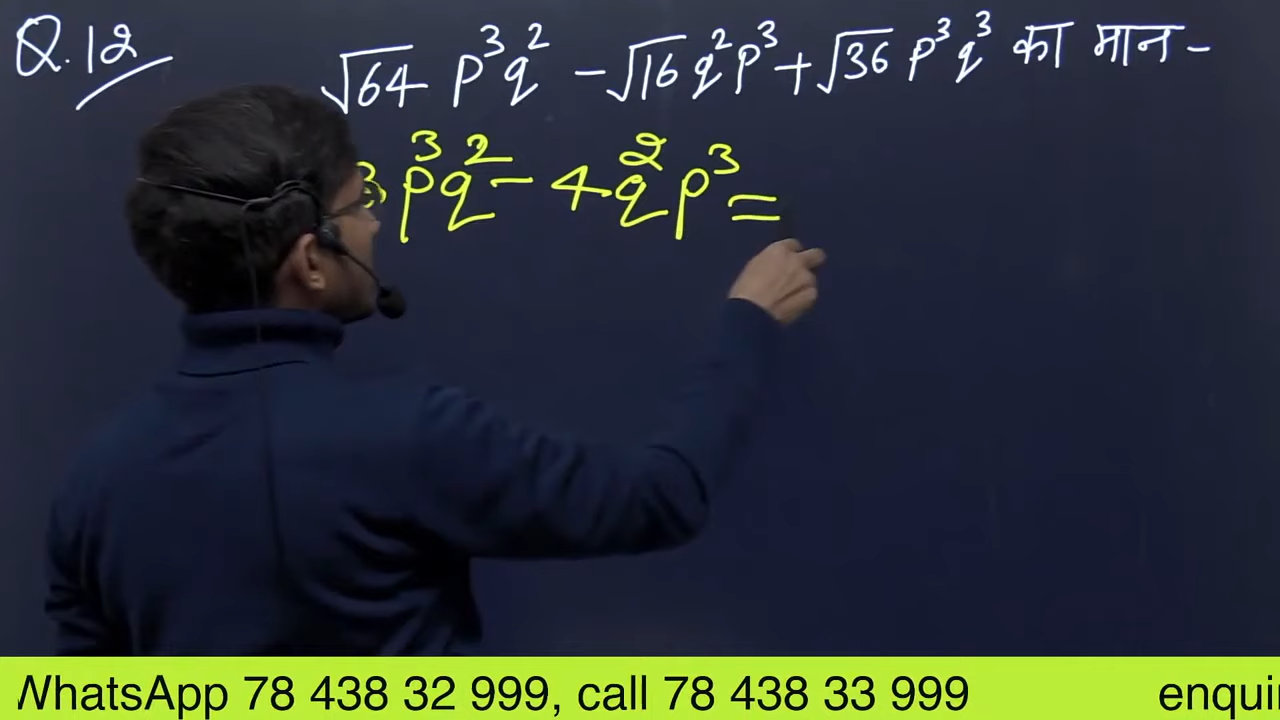 Q.12 √64 p³q² - √16 q²p³ + √36 p³q³ का मान -
p³q² - 4q²p³ =
WhatsApp 78 438 32 999, call 78 438 33 999 enqui